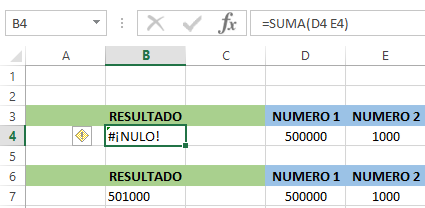 B4 fx =SUMA(D4 E4)
A B C D E
1
2
3 RESULTADO NUMERO 1 NUMERO 2
4 #¡NULO! 500000 1000
5
6 RESULTADO NUMERO 1 NUMERO 2
7 501000 500000 1000